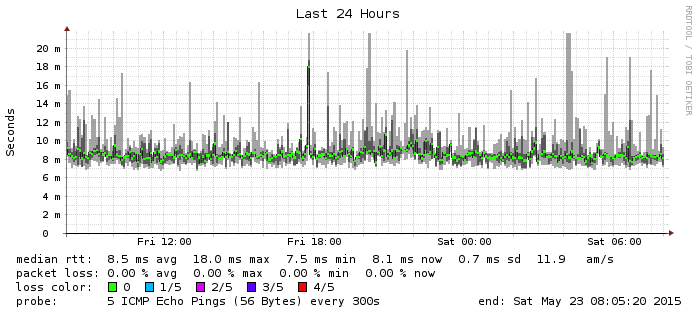 Last 24 Hours
RRDTOOL / TOBI OETIKER
Seconds
20 m
18 m
16 m
14 m
12 m
10 m
8 m
6 m
4 m
2 m
0
Fri 12:00 Fri 18:00 Sat 00:00 Sat 06:00
median rtt: 8.5 ms avg 18.0 ms max 7.5 ms min 8.1 ms now 0.7 ms sd 11.9 am/s
packet loss: 0.00 % avg 0.00 % max 0.00 % min 0.00 % now
loss color: 0 1/5 2/5 3/5 4/5
probe: 5 ICMP Echo Pings (56 Bytes) every 300s end: Sat May 23 08:05:20 2015